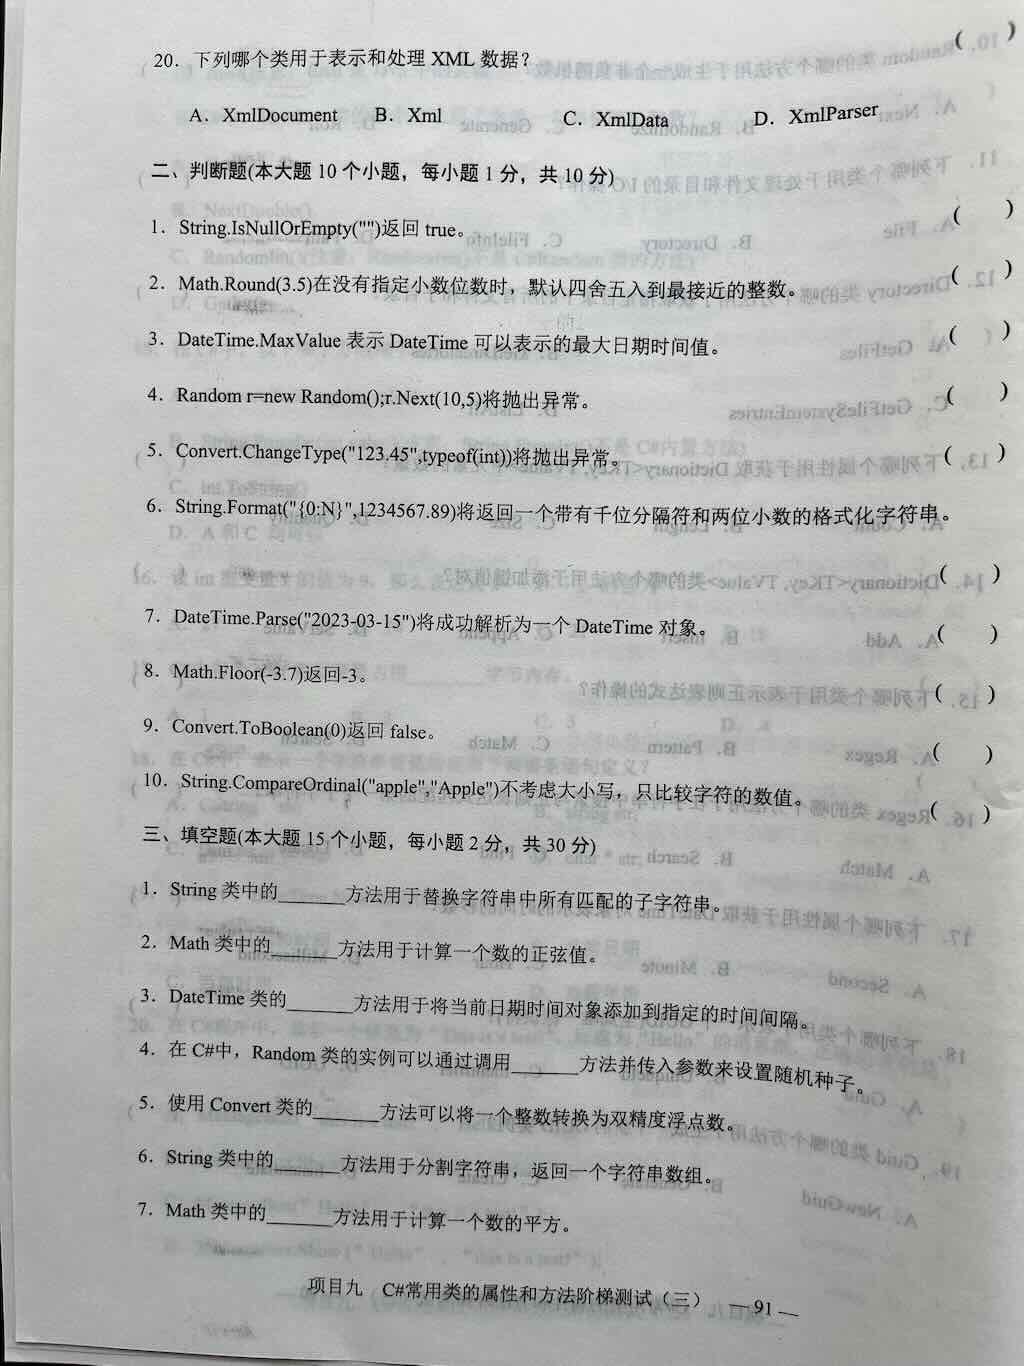 20．下列哪个类用于表示和处理 XML 数据？ ( )
A．XmlDocument B．Xml C．XmlData D．XmlParser
二、判断题(本大题 10 个小题，每小题 1 分，共 10 分)
1．String.IsNullOrEmpty("")返回 true。 ( )
2．Math.Round(3.5)在没有指定小数位数时，默认四舍五入到最接近的整数。 ( )
3．DateTime.MaxValue 表示 DateTime 可以表示的最大日期时间值。 ( )
4．Random r=new Random();r.Next(10,5)将抛出异常。 ( )
5．Convert.ChangeType("123.45",typeof(int))将抛出异常。 ( )
6．String.Format("{0:N}",1234567.89)将返回一个带有千位分隔符和两位小数的格式化字符串。
( )
7．DateTime.Parse("2023-03-15")将成功解析为一个 DateTime 对象。 ( )
8．Math.Floor(-3.7)返回-3。 ( )
9．Convert.ToBoolean(0)返回 false。 ( )
10．String.CompareOrdinal("apple","Apple")不考虑大小写，只比较字符的数值。 ( )
三、填空题(本大题 15 个小题，每小题 2 分，共 30 分)
1．String 类中的______方法用于替换字符串中所有匹配的子字符串。
2．Math 类中的______方法用于计算一个数的正弦值。
3．DateTime 类的______方法用于将当前日期时间对象添加到指定的时间间隔。
4．在 C#中，Random 类的实例可以通过调用______方法并传入参数来设置随机种子。
5．使用 Convert 类的______方法可以将一个整数转换为双精度浮点数。
6．String 类中的______方法用于分割字符串，返回一个字符串数组。
7．Math 类中的______方法用于计算一个数的平方。
项目九 C#常用类的属性和方法阶梯测试（三） — 91 —